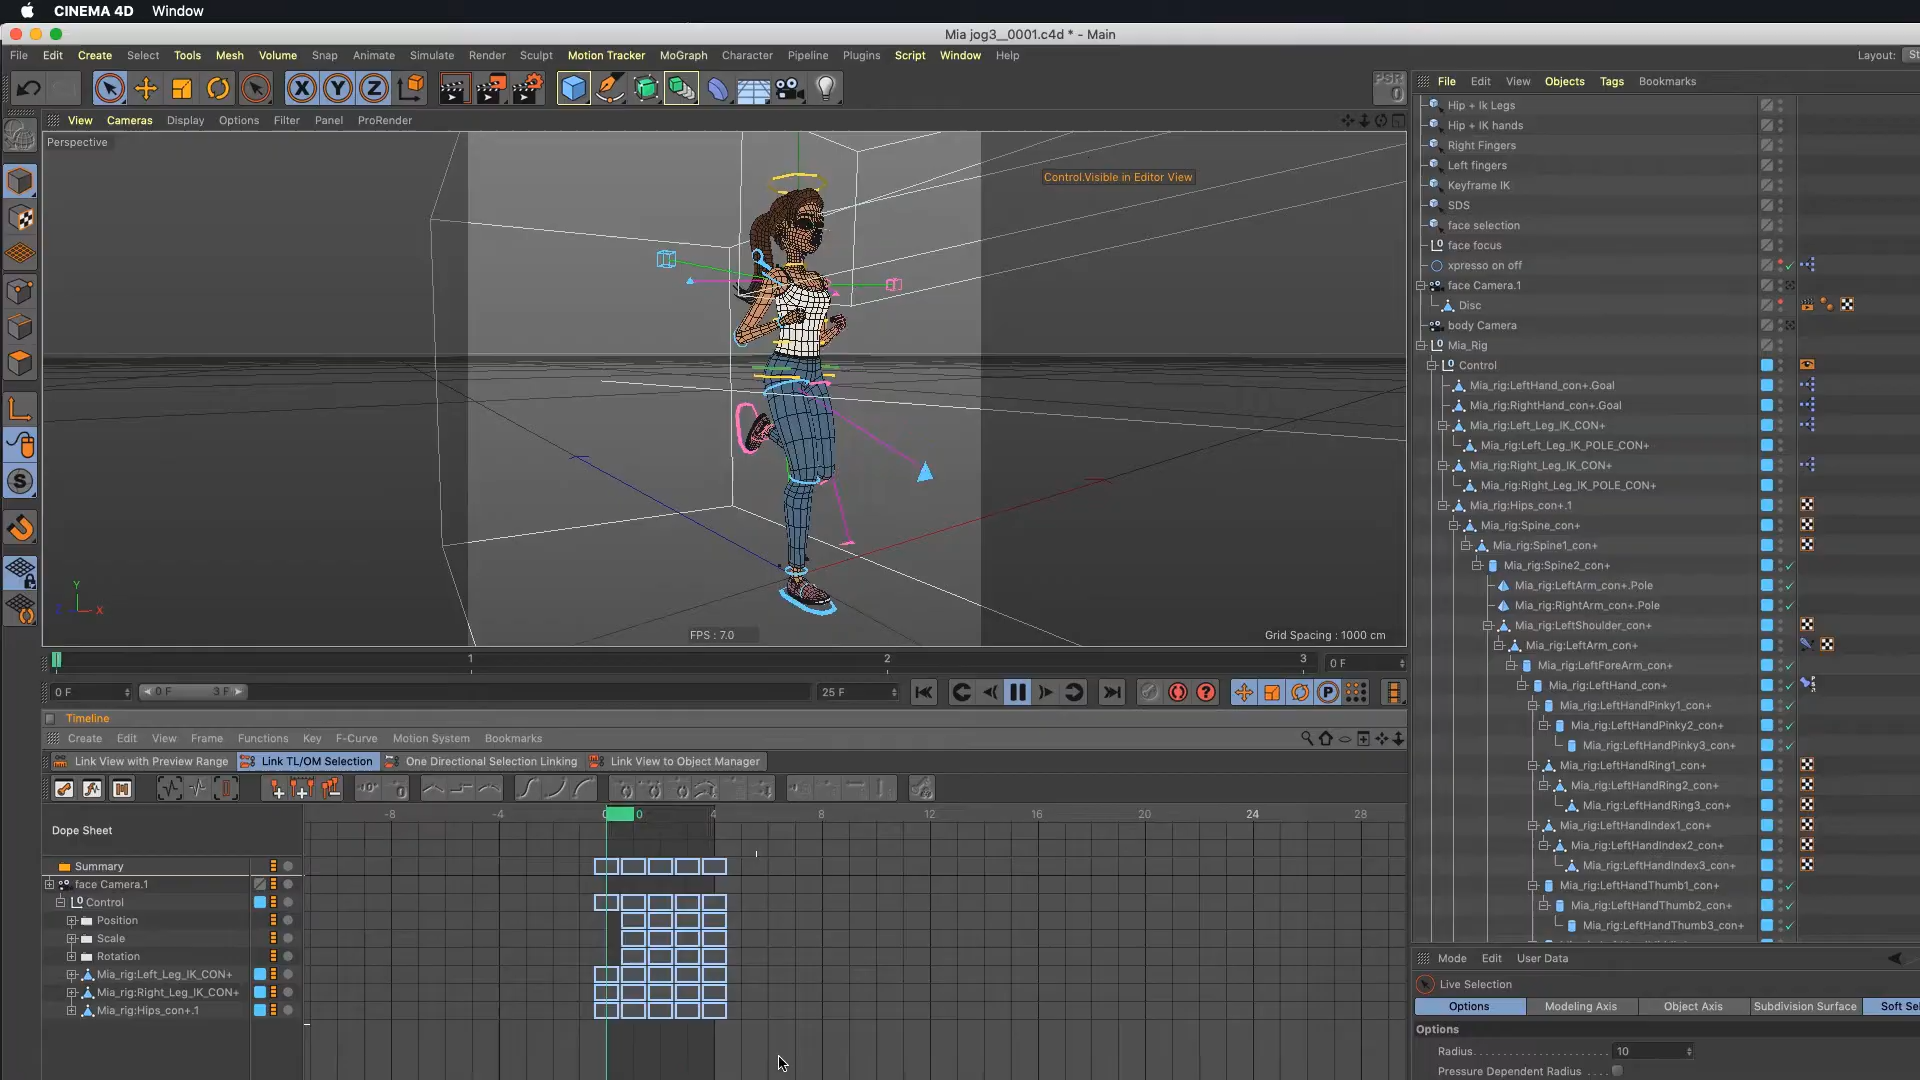 CINEMA 4D Window
Mia jog3__0001.c4d * - Main
File Edit Create Select Tools Mesh Volume Snap Animate Simulate Render Sculpt Motion Tracker MoGraph Character Pipeline Plugins Script Window Help
Layout:
X Y Z
PSR
0
View Cameras Display Options Filter Panel ProRender
Perspective
Control.Visible in Editor View
Y
Z X
FPS : 7.0
Grid Spacing : 1000 cm
1 2 3
0 F
0 F
0 F 3 F
25 F
P
Timeline
Create Edit View Frame Functions Key F-Curve Motion System Bookmarks
Link View with Preview Range
Link TL/OM Selection
One Directional Selection Linking
Link View to Object Manager
Dope Sheet
-8 -4 0 0 4 8 12 16 20 24 28
Summary
face Camera.1
Control
Position
Scale
Rotation
Mia_rig:Left_Leg_IK_CON+
Mia_rig:Right_Leg_IK_CON+
Mia_rig:Hips_con+.1
File Edit View Objects Tags Bookmarks
Hip + Ik Legs
Hip + IK hands
Right Fingers
Left fingers
Keyframe IK
SDS
face selection
face focus
xpresso on off
face Camera.1
Disc
body Camera
Mia_Rig
Control
Mia_rig:LeftHand_con+.Goal
Mia_rig:RightHand_con+.Goal
Mia_rig:Left_Leg_IK_CON+
Mia_rig:Left_Leg_IK_POLE_CON+
Mia_rig:Right_Leg_IK_CON+
Mia_rig:Right_Leg_IK_POLE_CON+
Mia_rig:Hips_con+.1
Mia_rig:Spine_con+
Mia_rig:Spine1_con+
Mia_rig:Spine2_con+
Mia_rig:LeftArm_con+.Pole
Mia_rig:RightArm_con+.Pole
Mia_rig:LeftShoulder_con+
Mia_rig:LeftArm_con+
Mia_rig:LeftForeArm_con+
Mia_rig:LeftHand_con+
Mia_rig:LeftHandPinky1_con+
Mia_rig:LeftHandPinky2_con+
Mia_rig:LeftHandPinky3_con+
Mia_rig:LeftHandRing1_con+
Mia_rig:LeftHandRing2_con+
Mia_rig:LeftHandRing3_con+
Mia_rig:LeftHandIndex1_con+
Mia_rig:LeftHandIndex2_con+
Mia_rig:LeftHandIndex3_con+
Mia_rig:LeftHandThumb1_con+
Mia_rig:LeftHandThumb2_con+
Mia_rig:LeftHandThumb3_con+
Mode Edit User Data
Live Selection
Options Modeling Axis Object Axis Subdivision Surface Soft Sel
Options
Radius 10
Pressure Dependent Radius